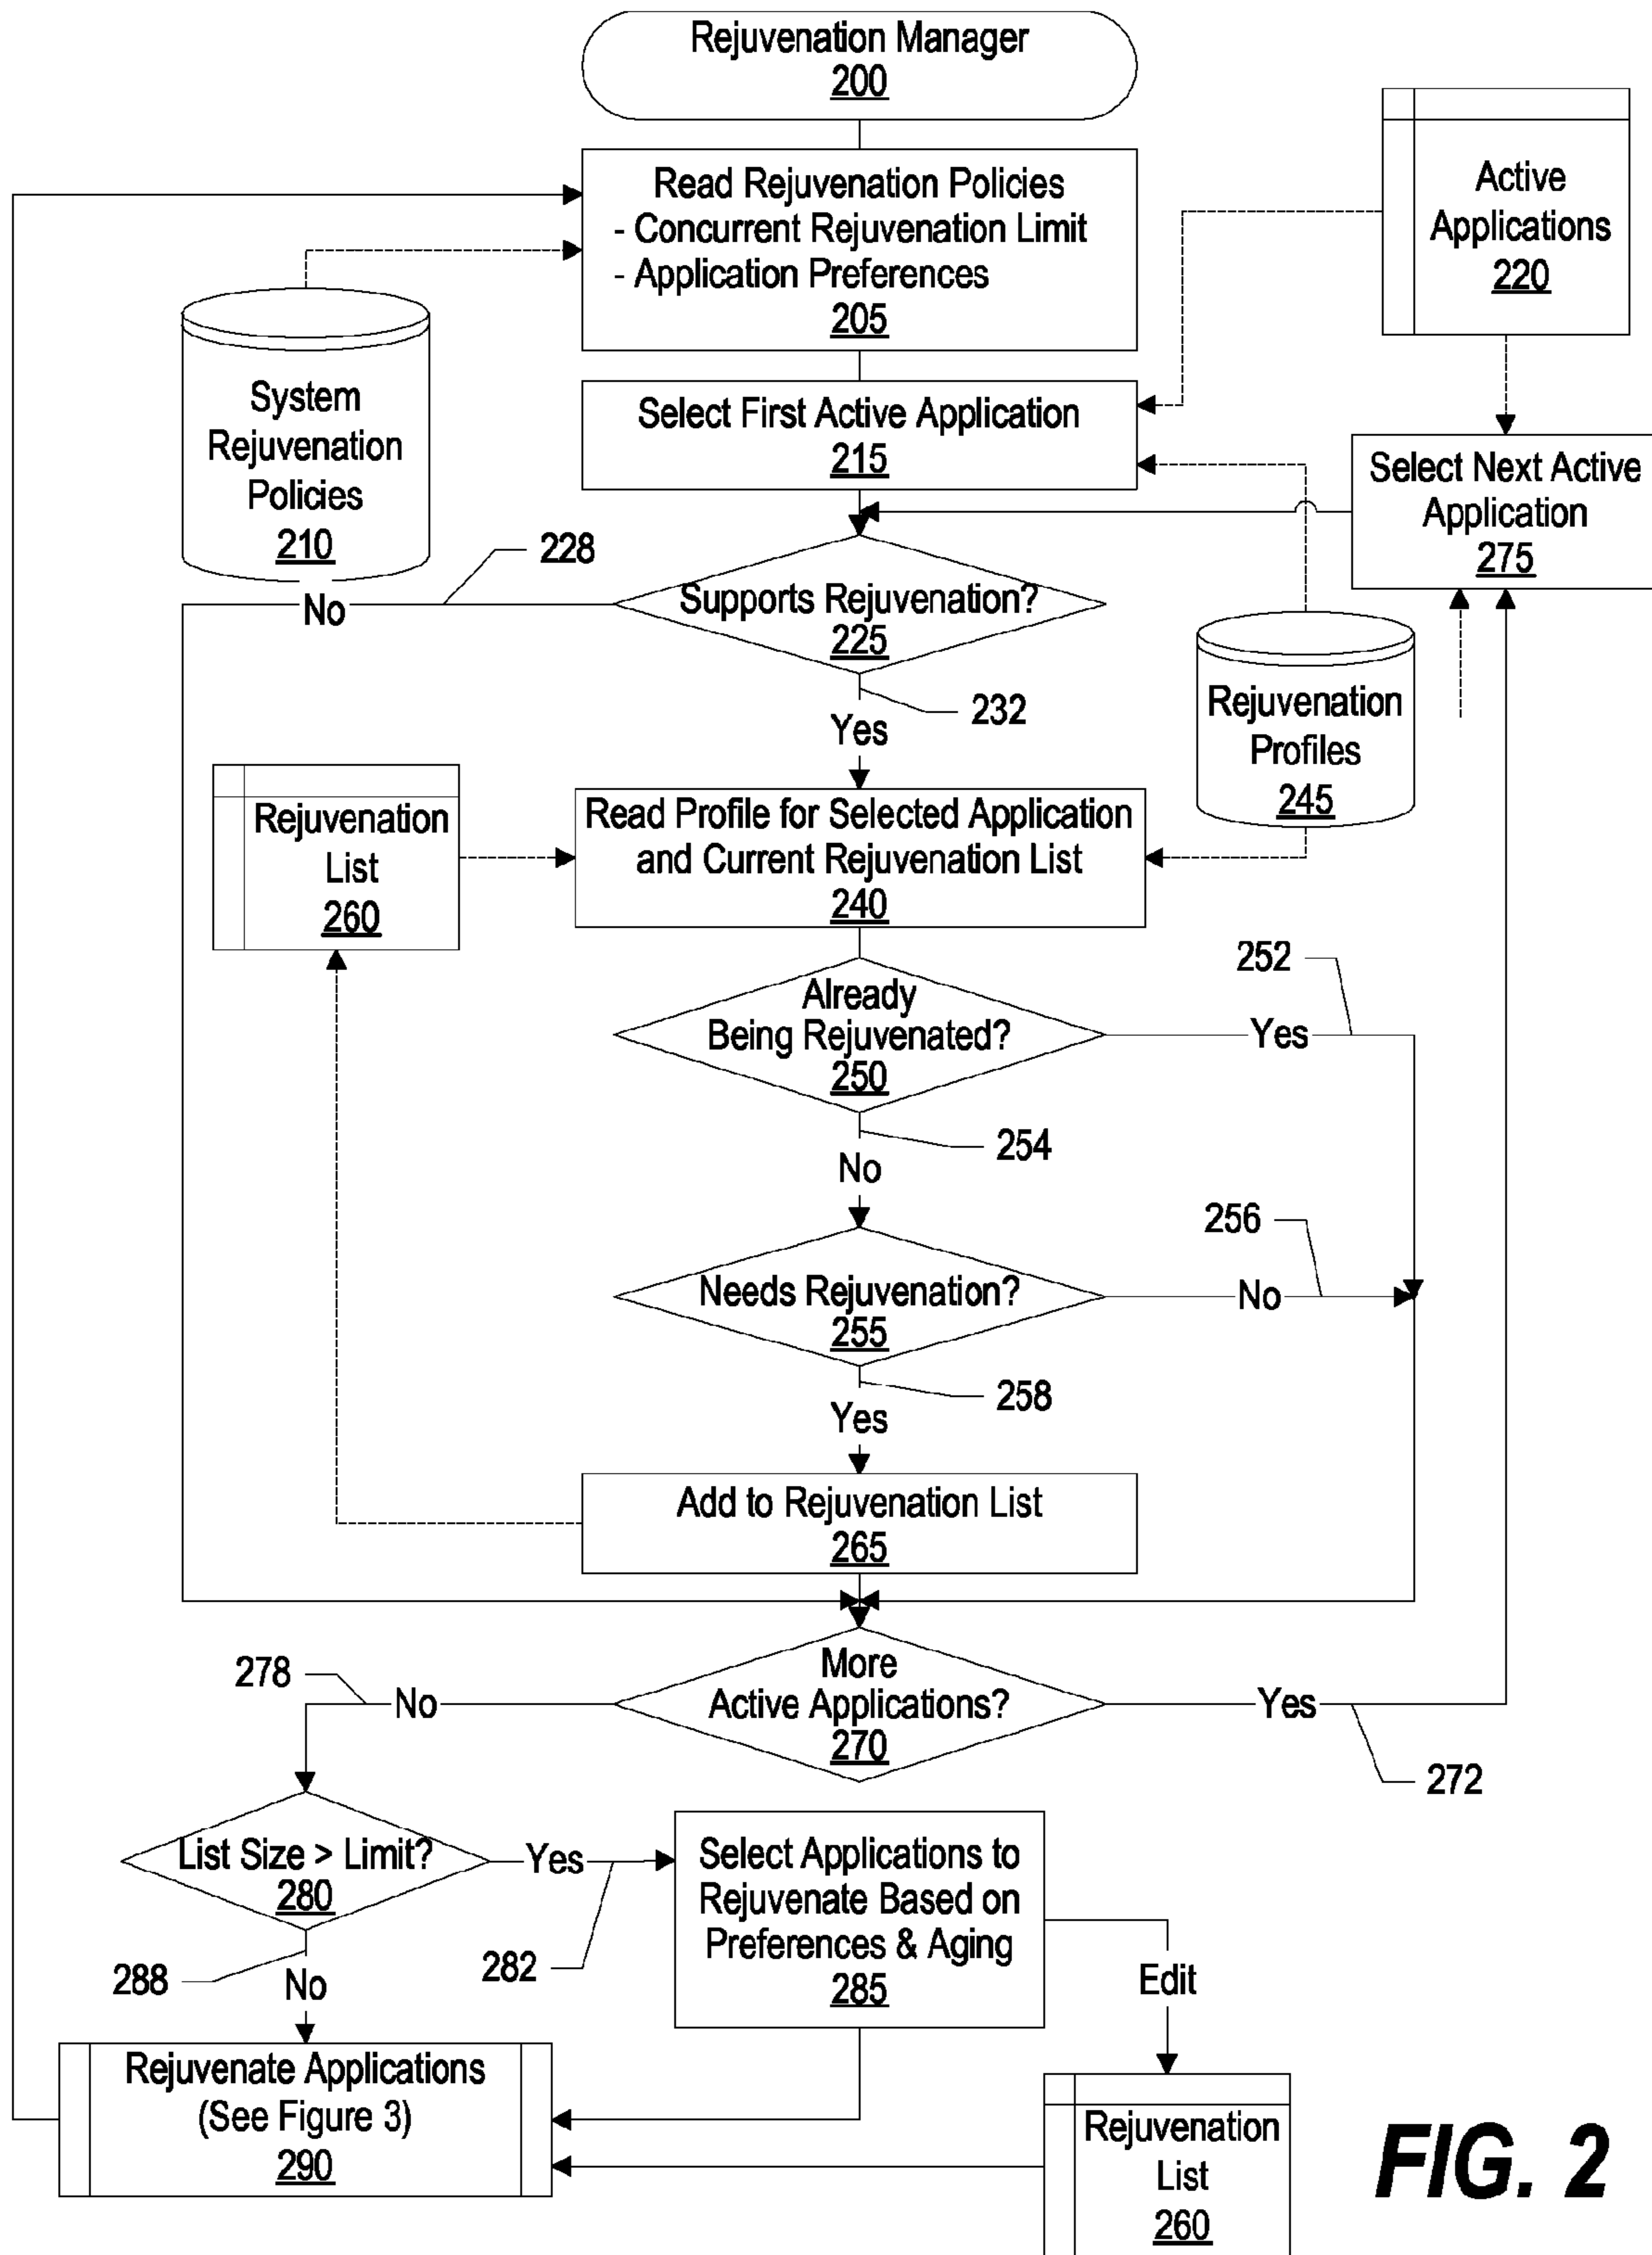 Rejuvenation Manager
200
Read Rejuvenation Policies
- Concurrent Rejuvenation Limit
- Application Preferences
205
Active
Applications
220
System
Rejuvenation
Policies
210
Select First Active Application
215
Select Next Active
Application
275
228
No
Supports Rejuvenation?
225
232
Yes
Rejuvenation
Profiles
245
Rejuvenation
List
260
Read Profile for Selected Application
and Current Rejuvenation List
240
252
Already
Being Rejuvenated?
250
Yes
254
No
256
Needs Rejuvenation?
255
No
258
Yes
Add to Rejuvenation List
265
278
No
More
Active Applications?
270
Yes
272
List Size > Limit?
280
Yes
282
Select Applications to
Rejuvenate Based on
Preferences & Aging
285
288
No
Edit
Rejuvenate Applications
(See Figure 3)
290
Rejuvenation
List
260
FIG. 2